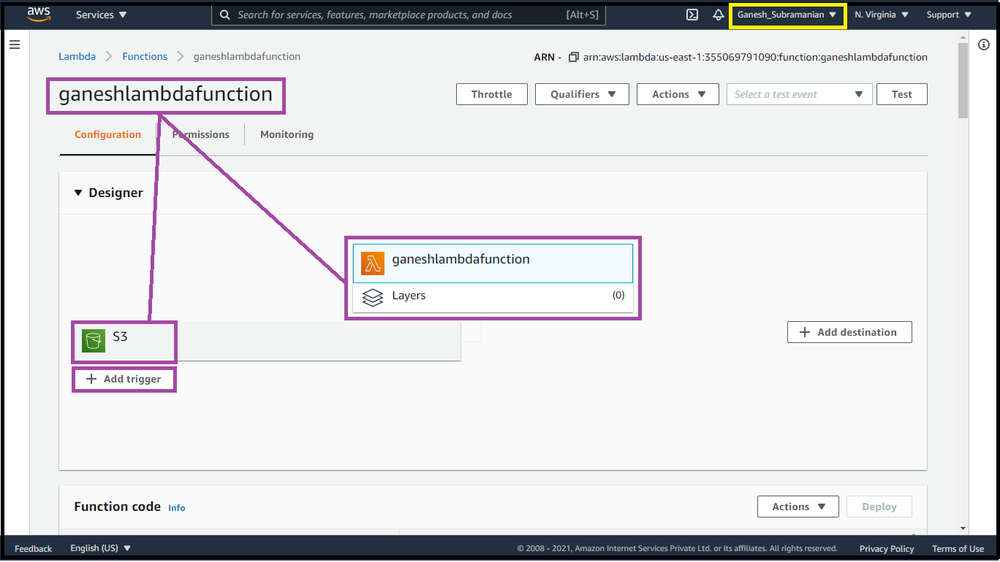 aws Services Search for services, features, marketplace products, and docs [Alt+S] Ganesh_Subramanian N. Virginia Support
Lambda Functions ganeshlambdafunction ARN - arn:aws:lambda:us-east-1:355069791090:function:ganeshlambdafunction
ganeshlambdafunction Throttle Qualifiers Actions Select a test event Test
Configuration Permissions Monitoring
Designer
ganeshlambdafunction
Layers (0)
S3
Add destination
Add trigger
Function code Info Actions Deploy
Feedback English (US) © 2008 - 2021, Amazon Internet Services Private Ltd. or its affiliates. All rights reserved. Privacy Policy Terms of Use